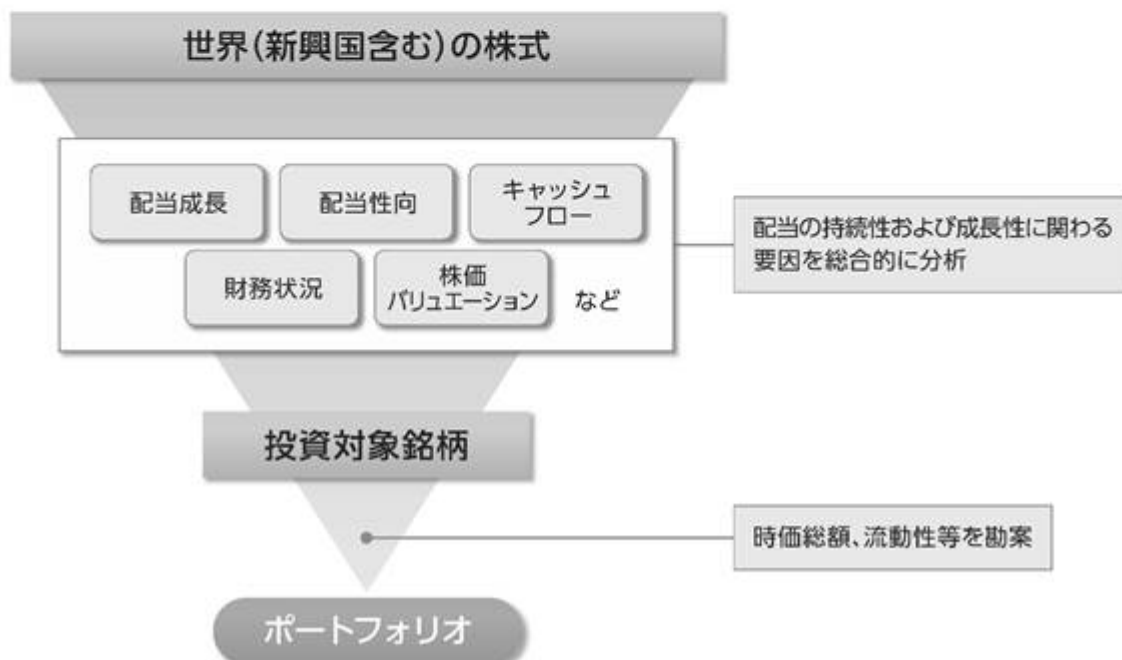 世界(新興国含む)の株式
配当成長
配当性向
キャッシュ
フロー
財務状況
株価
バリュエーション
など
配当の持続性および成長性に関わる
要因を総合的に分析
投資対象銘柄
時価総額、流動性等を勘案
ポートフォリオ